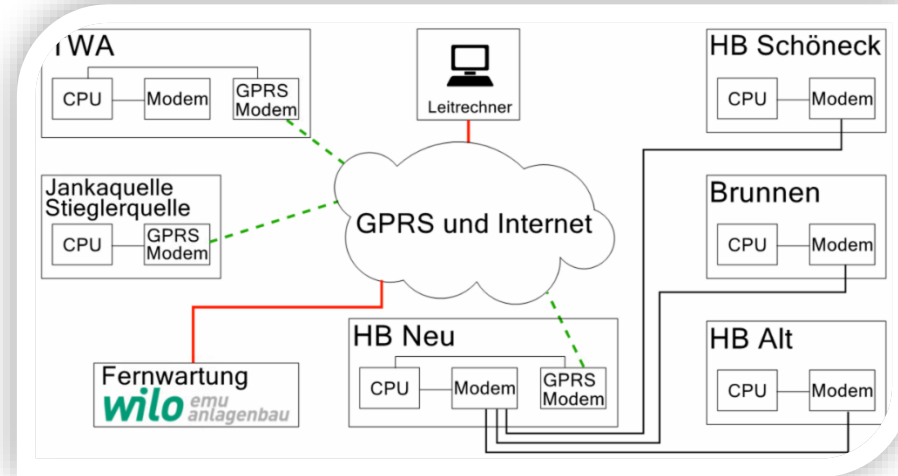 TWA
CPU
Modem
GPRS
Modem
Leitrechner
HB Schöneck
CPU
Modem
Jankaquelle
Stieglerquelle
CPU
GPRS
Modem
GPRS und Internet
Brunnen
CPU
Modem
Fernwartung
wilo emu
anlagenbau
HB Neu
CPU
Modem
GPRS
Modem
HB Alt
CPU
Modem